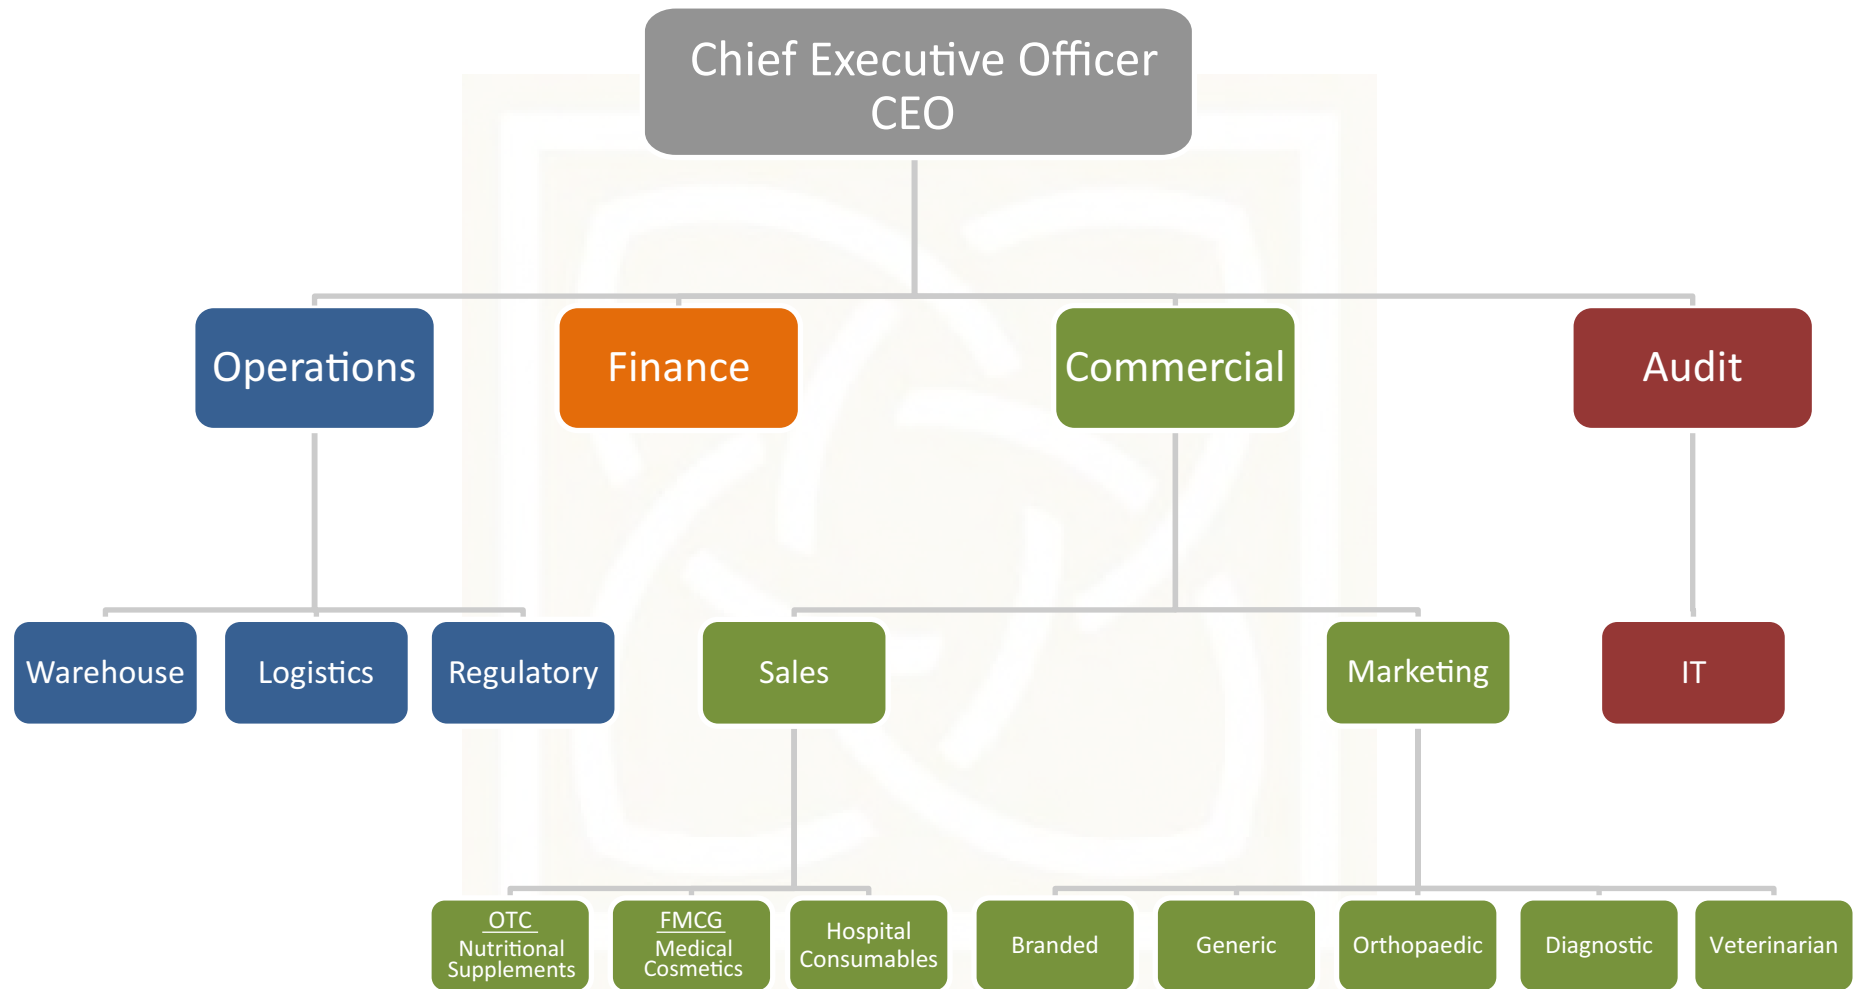 Chief Executive Officer
CEO
Operations
Finance
Commercial
Audit
Warehouse
Logistics
Regulatory
Sales
Marketing
IT
OTC
Nutritional
Supplements
FMCG
Medical
Cosmetics
Hospital
Consumables
Branded
Generic
Orthopaedic
Diagnostic
Veterinarian